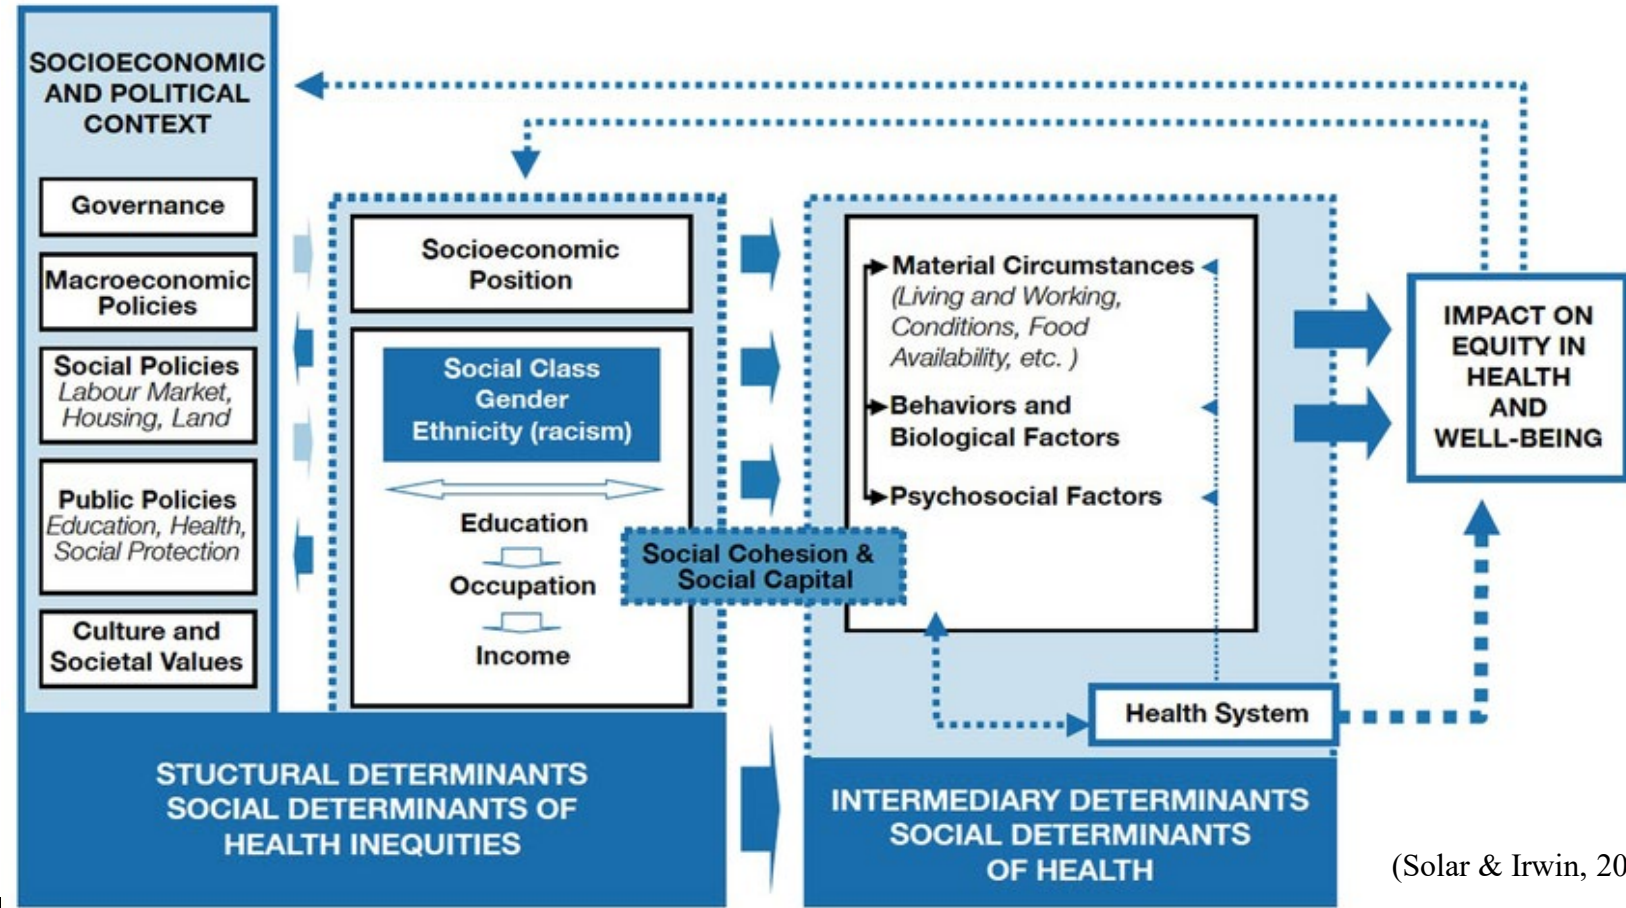 SOCIOECONOMIC
AND POLITICAL
CONTEXT
Governance
Macroeconomic
Policies
Social Policies
Labour Market,
Housing, Land
Public Policies
Education, Health,
Social Protection
Culture and
Societal Values
Socioeconomic
Position
Social Class
Gender
Ethnicity (racism)
Education
Occupation
Income
Social Cohesion &
Social Capital
Material Circumstances
(Living and Working,
Conditions, Food
Availability, etc. )
Behaviors and
Biological Factors
Psychosocial Factors
Health System
IMPACT ON
EQUITY IN
HEALTH
AND
WELL-BEING
STUCTURAL DETERMINANTS
SOCIAL DETERMINANTS OF
HEALTH INEQUITIES
INTERMEDIARY DETERMINANTS
SOCIAL DETERMINANTS
OF HEALTH
(Solar & Irwin, 20